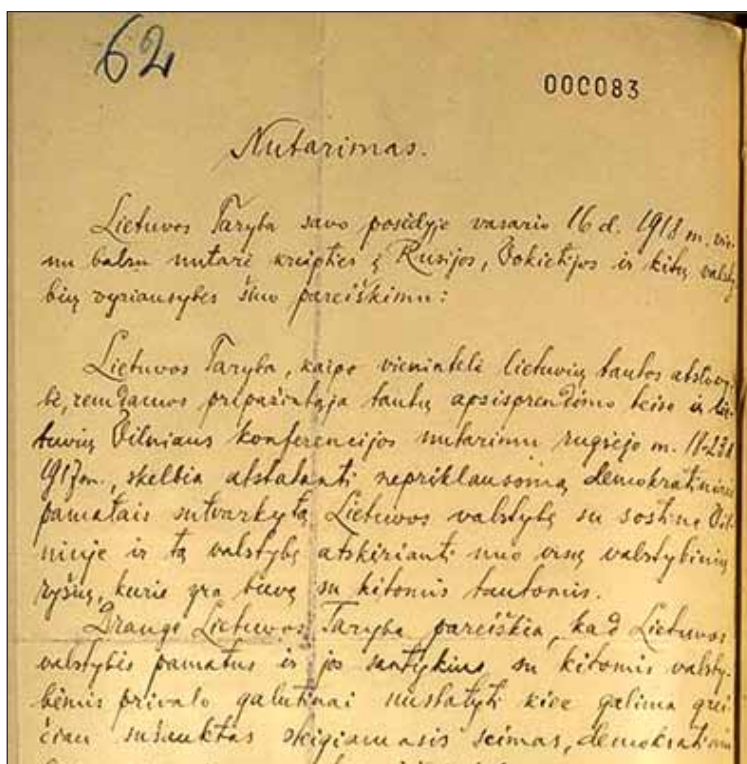 62
000083
Nutarimas.
Lietuvos Taryba savo posėdyje vasario 16 d. 1918 m. vie-
nu balsu nutarė kreipties į Rusijos, Vokietijos ir kitų valsty-
bių vyriausybes šiuo pareiškimu:
Lietuvos Taryba, kaipo vienintelė lietuvių tautos atstovy-
bė, remdamos pripažintąja tautų apsisprendimo teise ir lie-
tuvių Vilniaus konferencijos nutarimu rugsėjo m. 18-23 d
1917 m., skelbia atstatanti nepriklausomą demokratiniais
pamatais sutvarkytą Lietuvos valstybę su sostine Vil-
niuje ir tą valstybę atskirianti nuo visų valstybinių
ryšių, kurie yra buvę su kitomis tautomis.
Drauge Lietuvos Taryba pareiškia, kad Lietuvos
valstybės pamatus ir jos santykius su kitomis valsty-
bėmis privalo galutinai nustatyti kiek galima grei-
čiau sušauktas steigiamasis seimas, demokratiniu